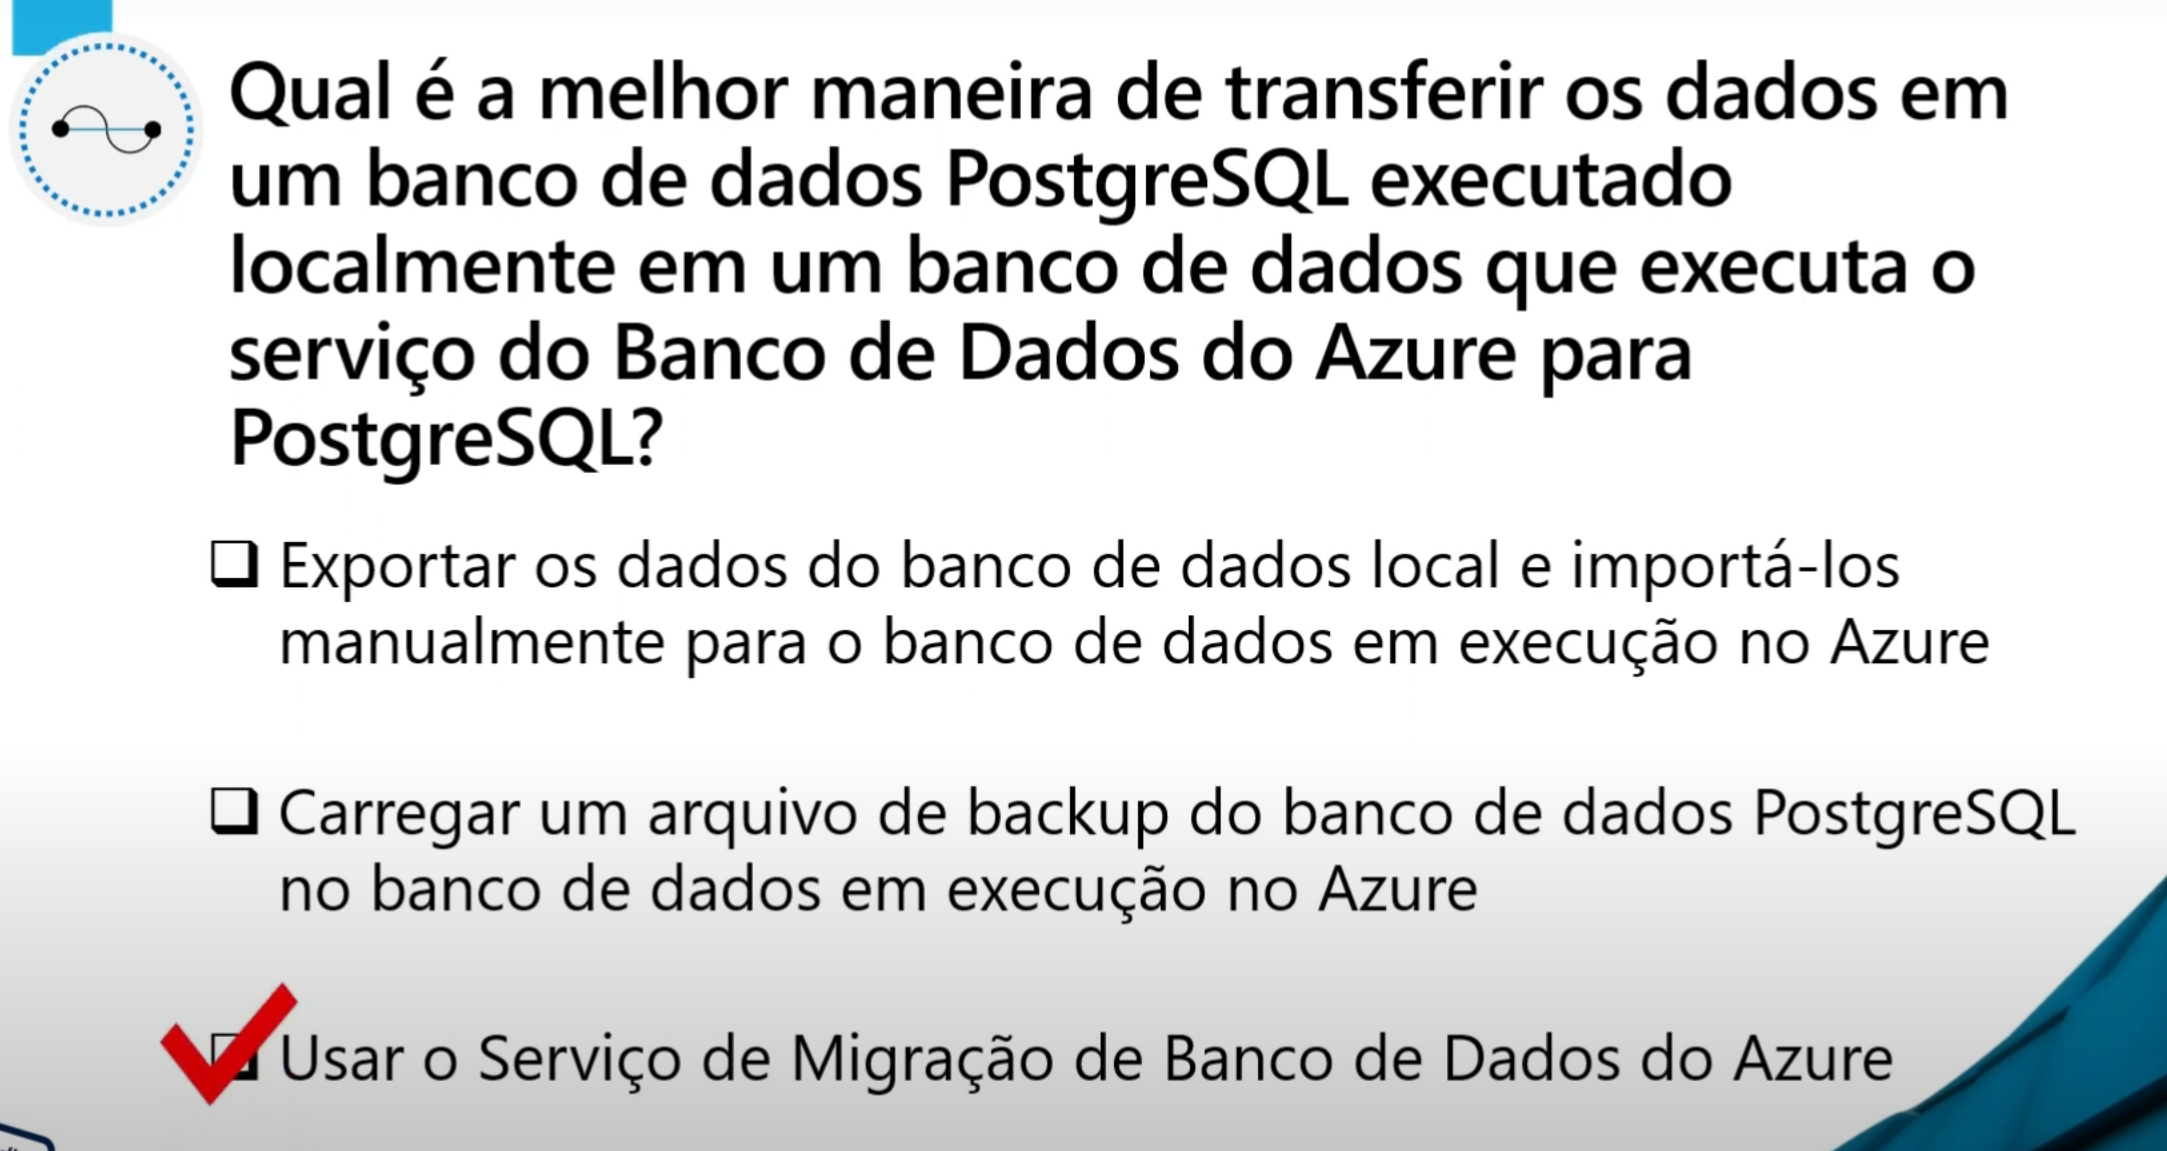 Qual é a melhor maneira de transferir os dados em
um banco de dados PostgreSQL executado
localmente em um banco de dados que executa o
serviço do Banco de Dados do Azure para
PostgreSQL?
Exportar os dados do banco de dados local e importá-los
manualmente para o banco de dados em execução no Azure
Carregar um arquivo de backup do banco de dados PostgreSQL
no banco de dados em execução no Azure
Usar o Serviço de Migração de Banco de Dados do Azure